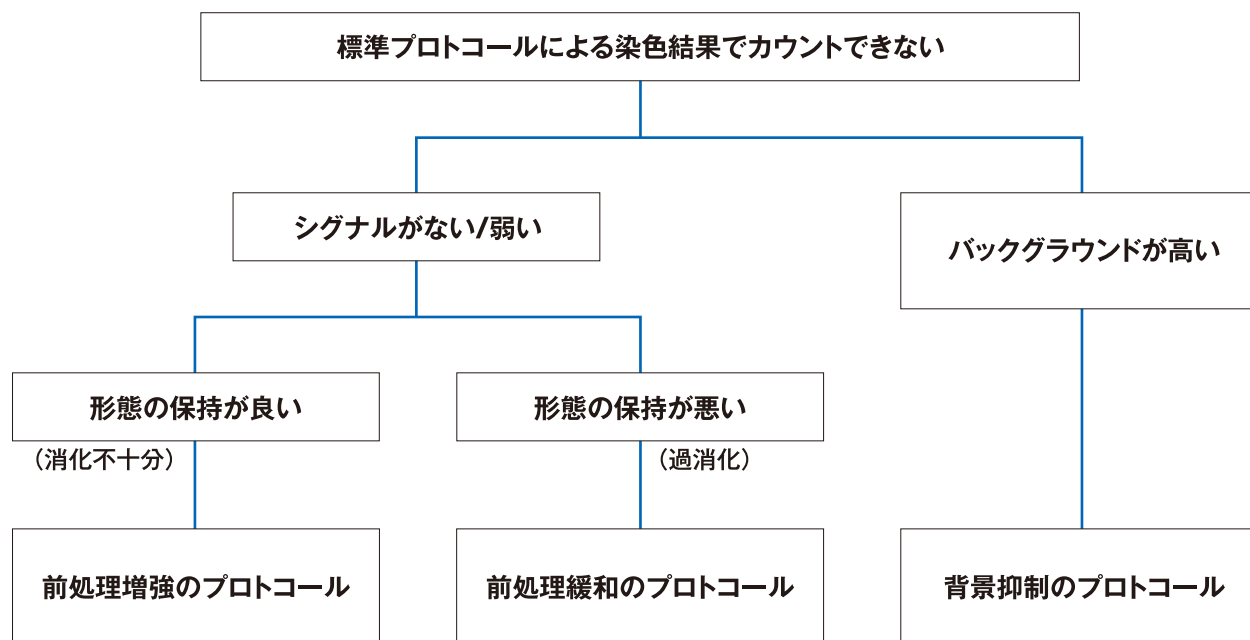 標準プロトコールによる染色結果でカウントできない
シグナルがない/弱い
バックグラウンドが高い
形態の保持が良い
形態の保持が悪い
（消化不十分）
（過消化）
前処理増強のプロトコール
前処理緩和のプロトコール
背景抑制のプロトコール